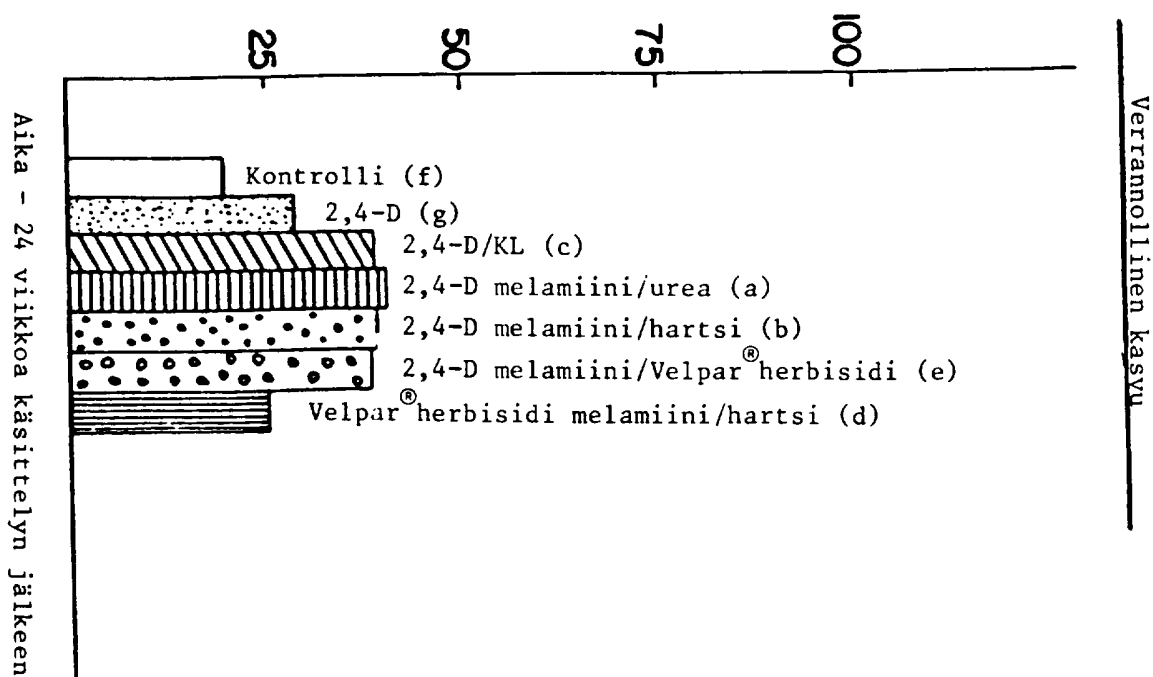 25
50
75
100
Verrannollinen kasvu
Kontrolli (f)
2,4-D (g)
2,4-D/KL (c)
2,4-D melamiini/urea (a)
2,4-D melamiini/hartsi (b)
2,4-D melamiini/Velpar® herbisidi (e)
Velpar® herbisidi melamiini/hartsi (d)
Aika - 24 viikkoa käsittelyn jälkeen